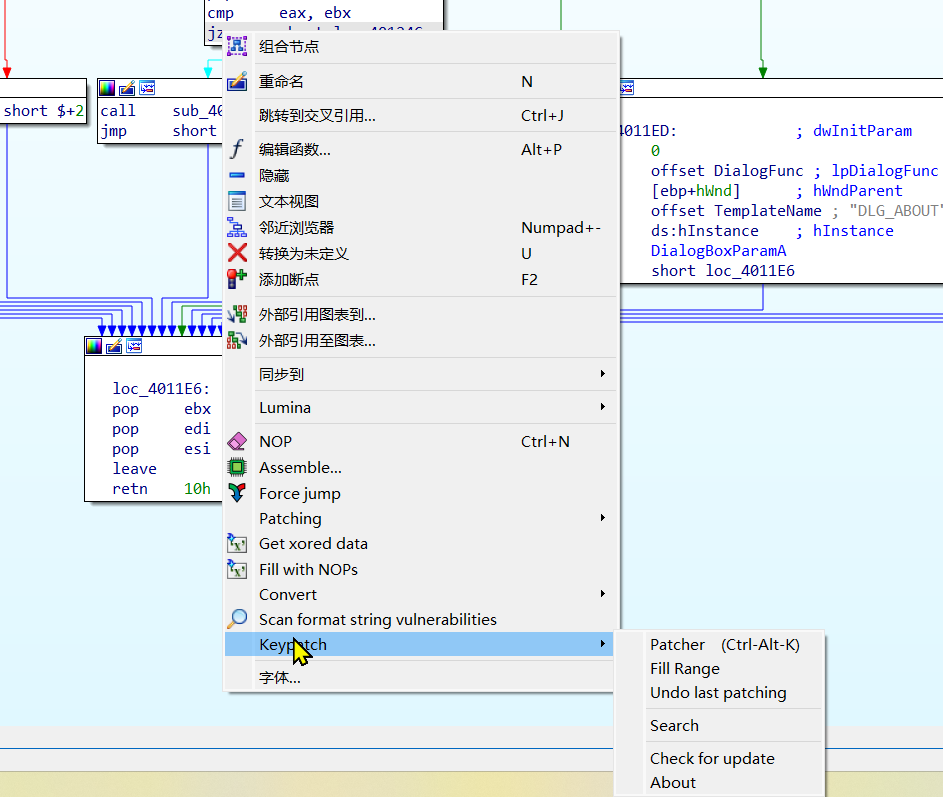 cmp eax, ebx
jz
short $+2
call sub_40
jmp short
loc_4011E6:
pop ebx
pop edi
pop esi
leave
retn 10h
组合节点
重命名 N
跳转到交叉引用... Ctrl+J
编辑函数... Alt+P
隐藏
文本视图
邻近浏览器 Numpad+-
转换为未定义 U
添加断点 F2
外部引用图表到...
外部引用至图表...
同步到
Lumina
NOP Ctrl+N
Assemble...
Force jump
Patching
Get xored data
Fill with NOPs
Convert
Scan format string vulnerabilities
Keypatch
字体...
4011ED: ; dwInitParam
0
offset DialogFunc ; lpDialogFunc
[ebp+hWnd] ; hWndParent
offset TemplateName ; "DLG_ABOUT"
ds:hInstance ; hInstance
DialogBoxParamA
short loc_4011E6
Patcher (Ctrl-Alt-K)
Fill Range
Undo last patching
Search
Check for update
About